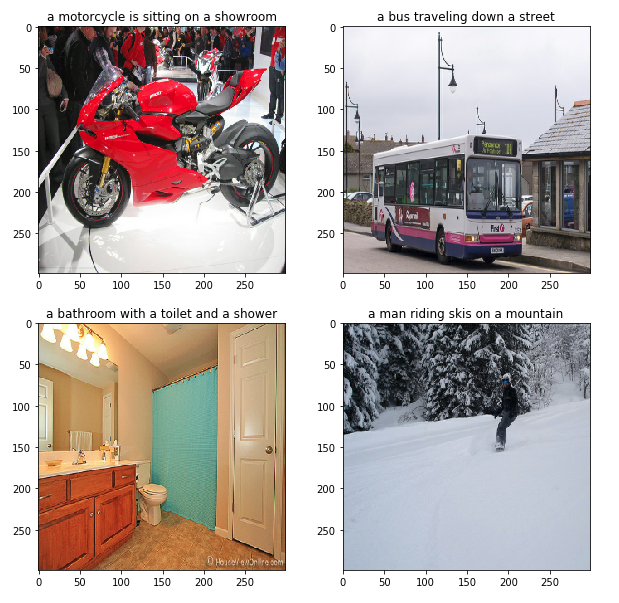 a motorcycle is sitting on a showroom
a bus traveling down a street
0
50
100
150
200
250
0 50 100 150 200 250
0
50
100
150
200
250
0 50 100 150 200 250
First
a bathroom with a toilet and a shower
a man riding skis on a mountain
0
50
100
150
200
250
0 50 100 150 200 250
0
50
100
150
200
250
0 50 100 150 200 250
© HouseViewOnline.com